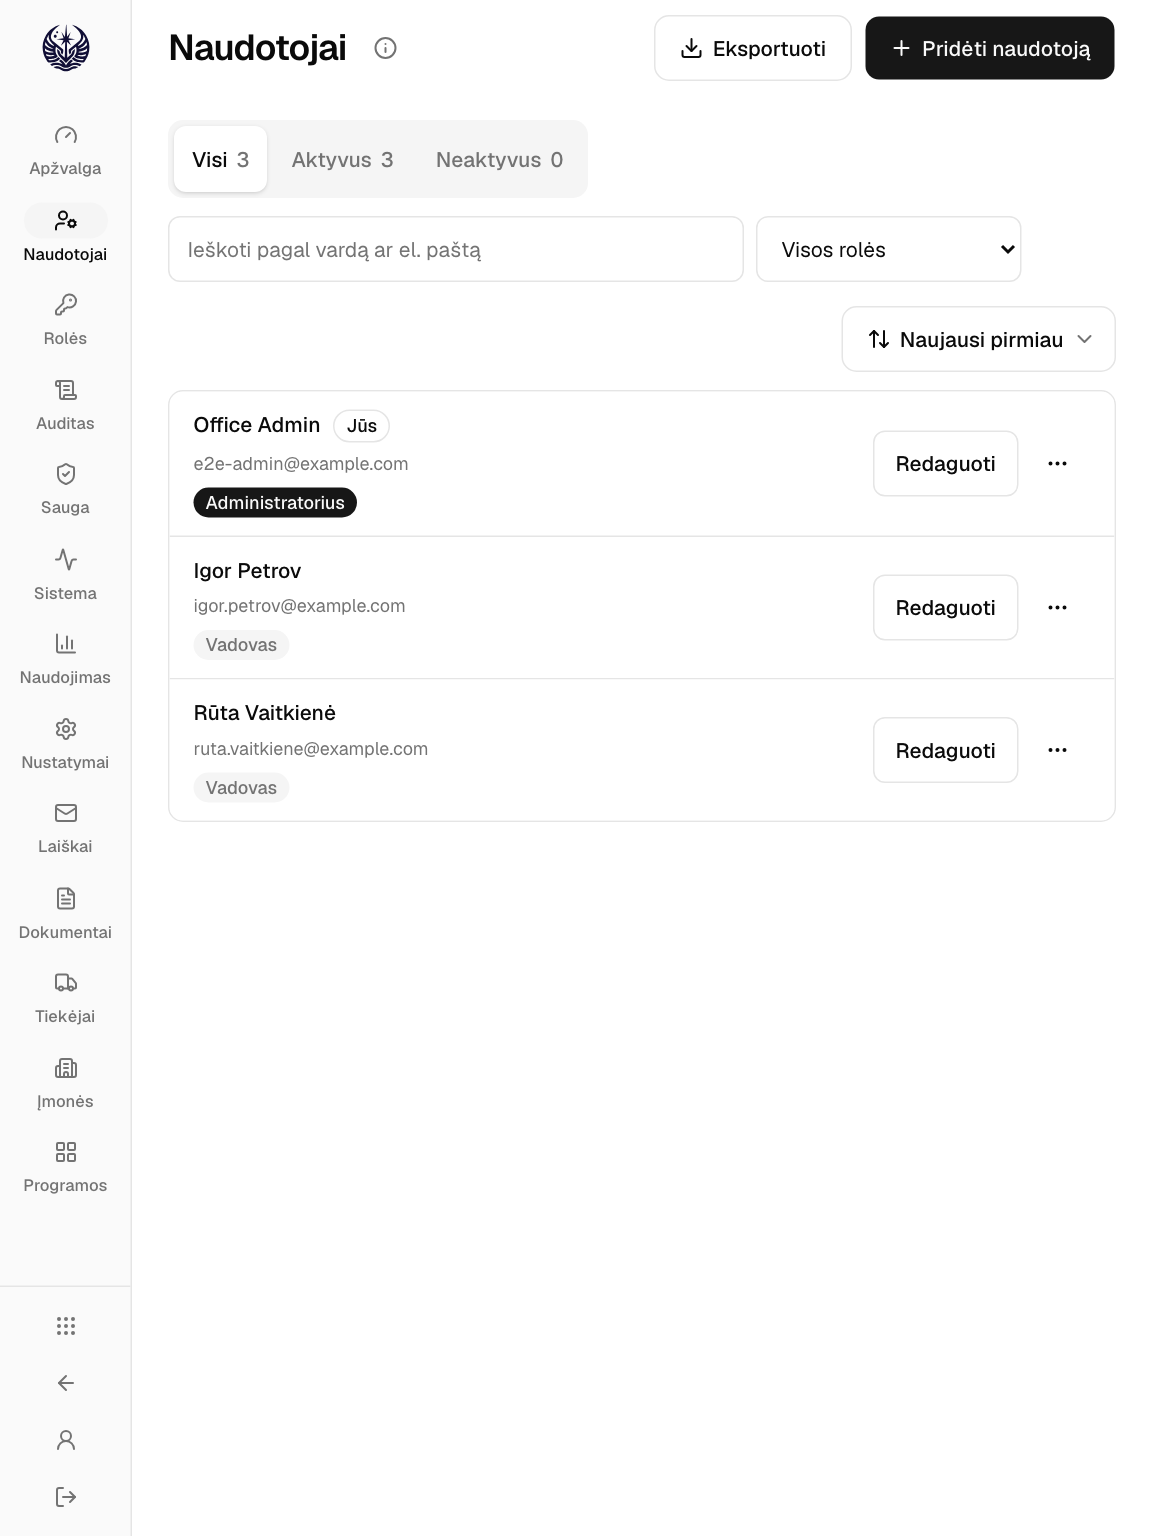 Naudotojai
Eksportuoti
Pridėti naudotoją
Apžvalga
Naudotojai
Rolės
Auditas
Sauga
Sistema
Naudojimas
Nustatymai
Laiškai
Dokumentai
Tiekėjai
Įmonės
Programos
Visi 3
Aktyvus 3
Neaktyvus 0
Ieškoti pagal vardą ar el. paštą
Visos rolės
Naujausi pirmiau
Office Admin Jūs
e2e-admin@example.com
Administratorius
Redaguoti
Igor Petrov
igor.petrov@example.com
Vadovas
Redaguoti
Rūta Vaitkienė
ruta.vaitkiene@example.com
Vadovas
Redaguoti